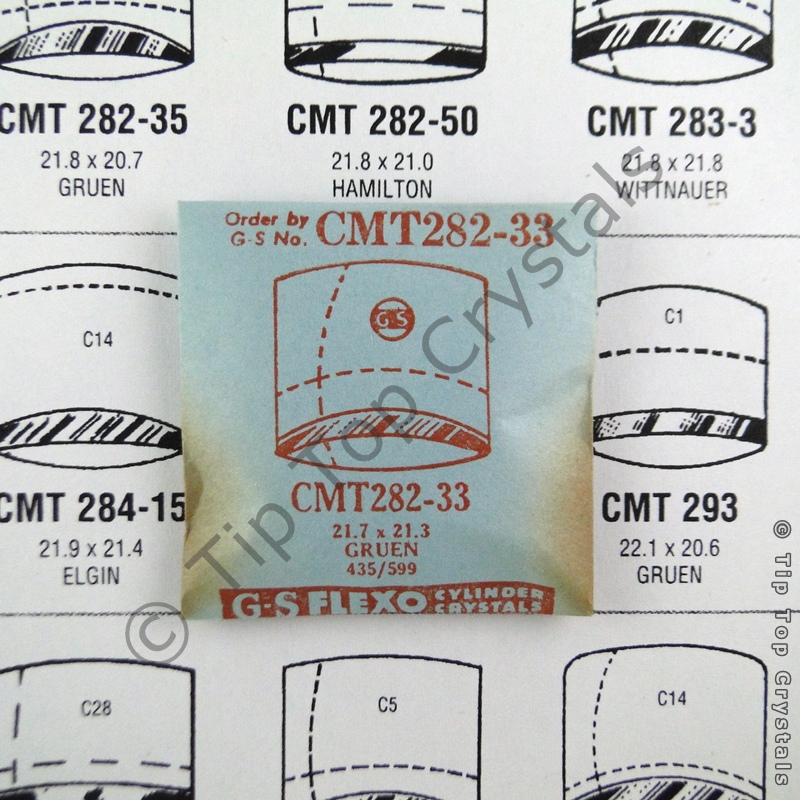 CMT 282-35
21.8 x 20.7
GRUEN
CMT 282-50
21.8 x 21.0
HAMILTON
CMT 283-3
21.8 x 21.8
WITTNAUER
Order by
G-S No. CMT282-33
G-S
CMT282-33
21.7 x 21.3
GRUEN
435/599
G-S FLEXO CYLINDER
CRYSTALS
C14
CMT 284-15
21.9 x 21.4
ELGIN
C1
CMT 293
22.1 x 20.6
GRUEN
C28
C5
C14
© Tip Top Crystals
© Tip Top Crystals